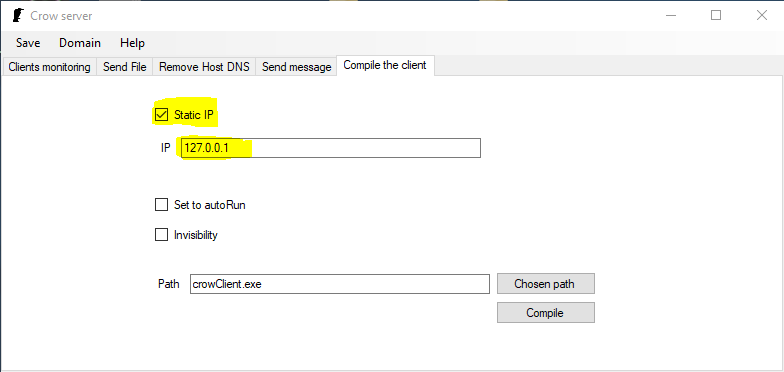 Crow server
Save Domain Help
Clients monitoring Send File Remove Host DNS Send message Compile the client
Static IP
IP 127.0.0.1
Set to autoRun
Invisibility
Path crowClient.exe Chosen path
Compile